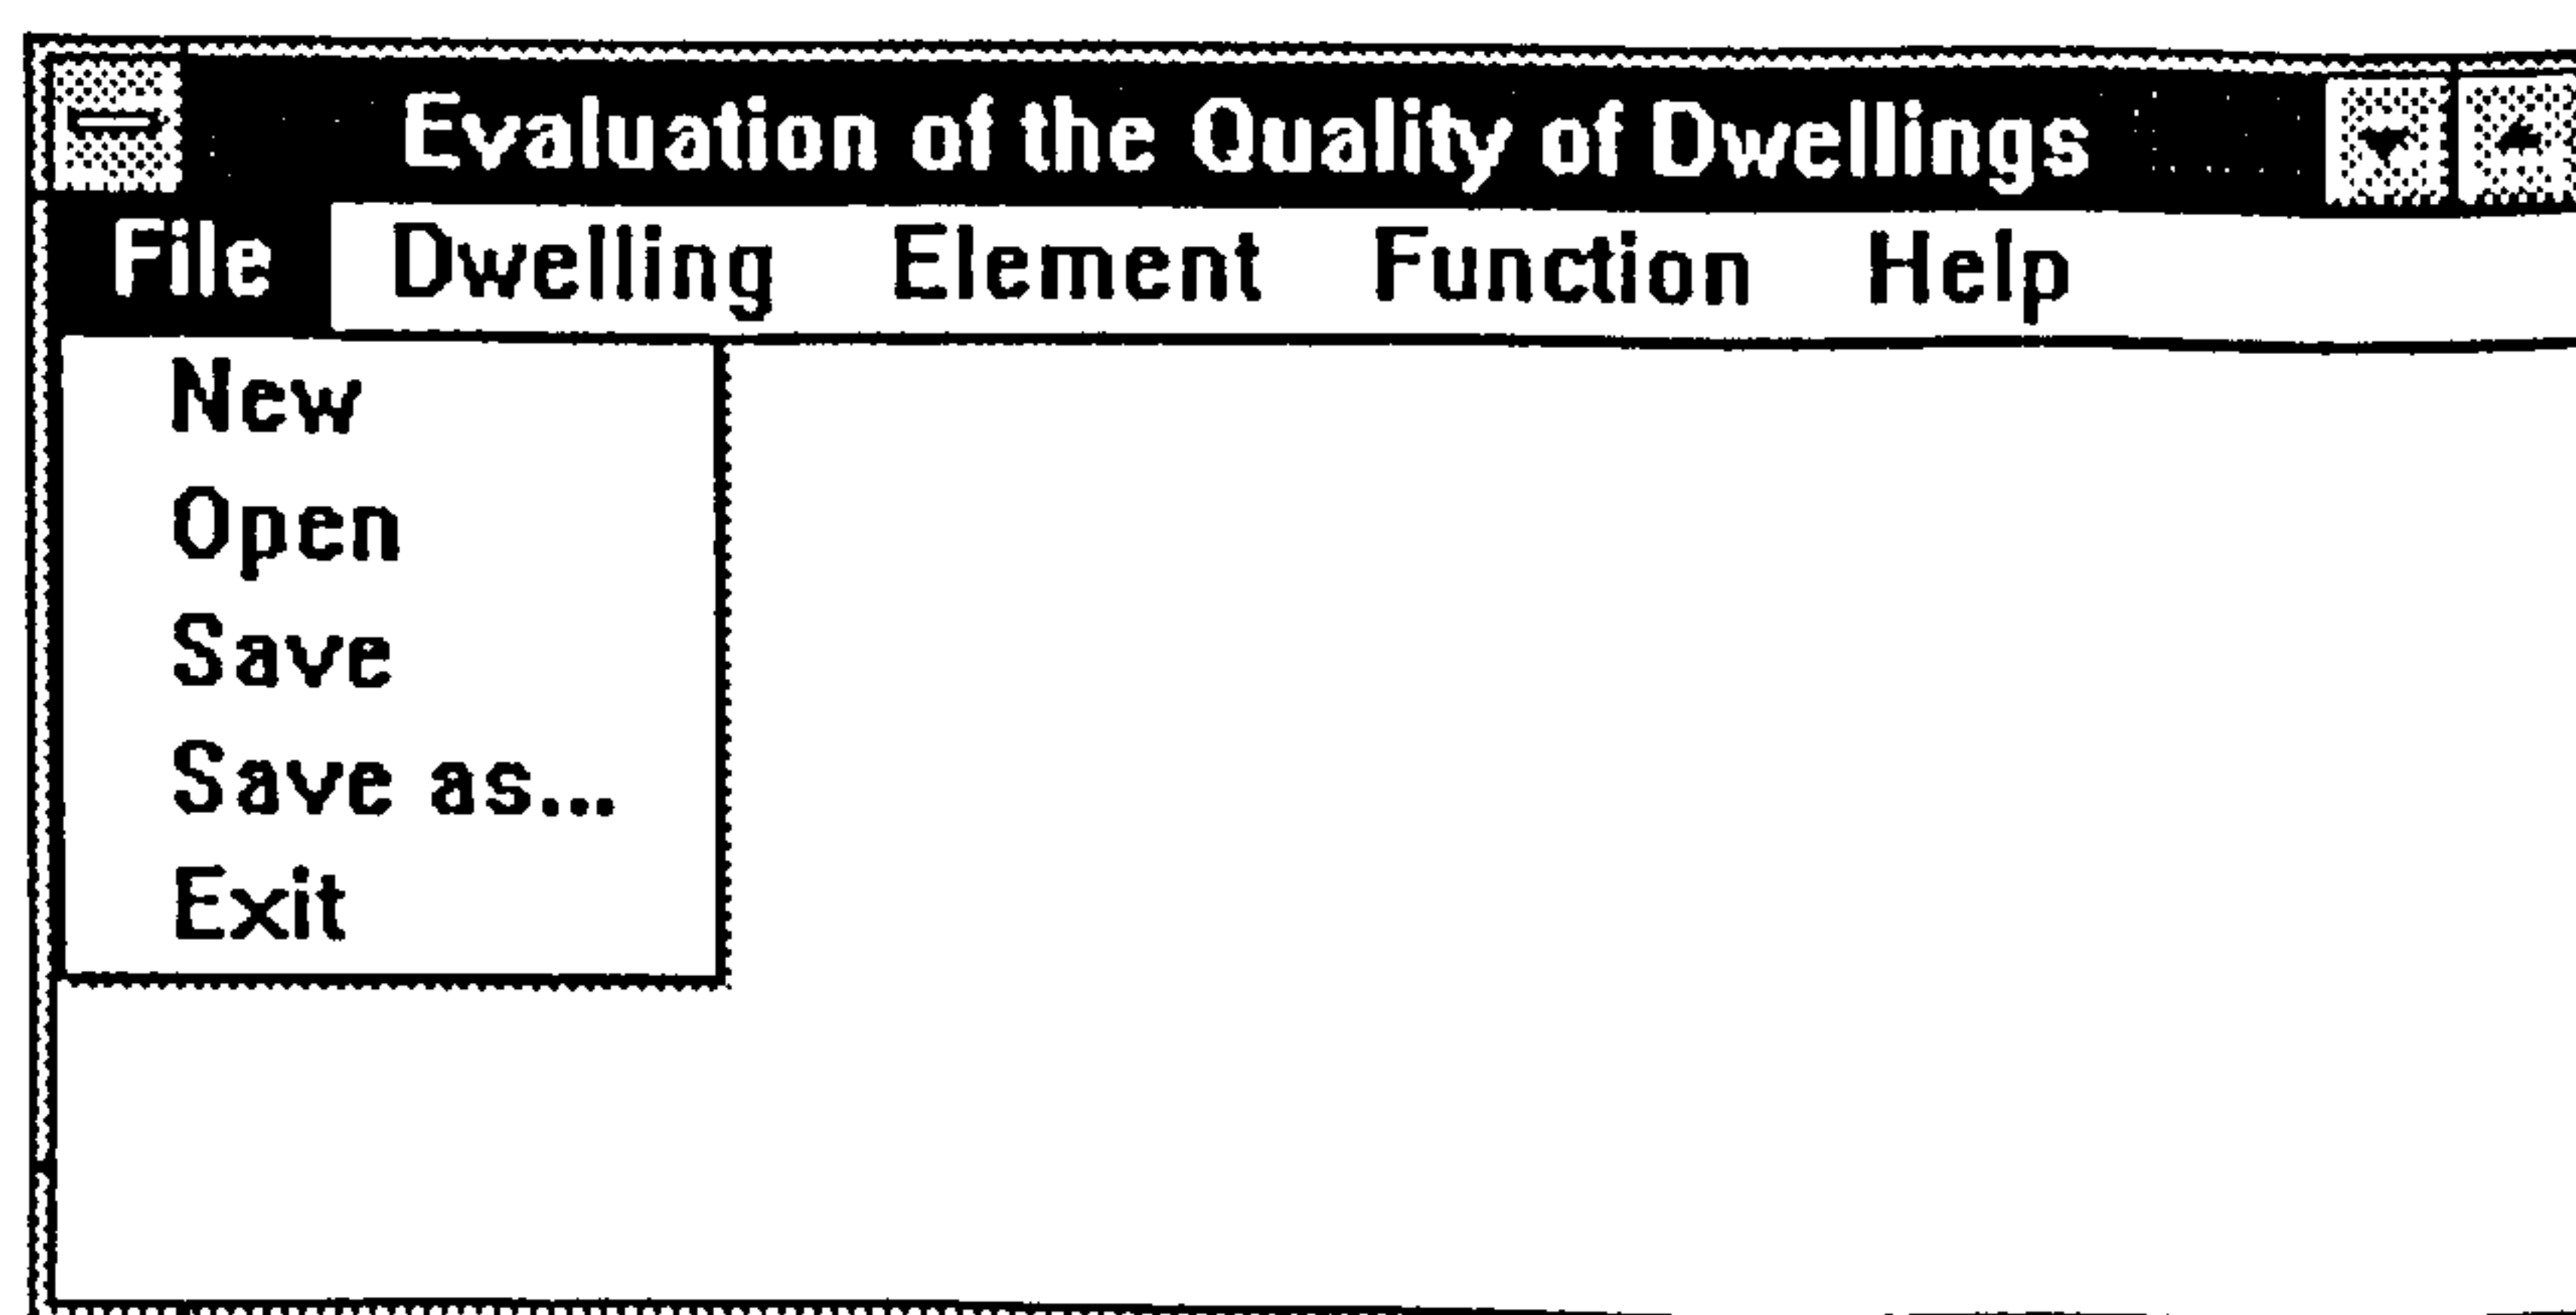 Evaluation of the Quality of Dwellings
File Dwelling Element Function Help
New
Open
Save
Save as...
Exit